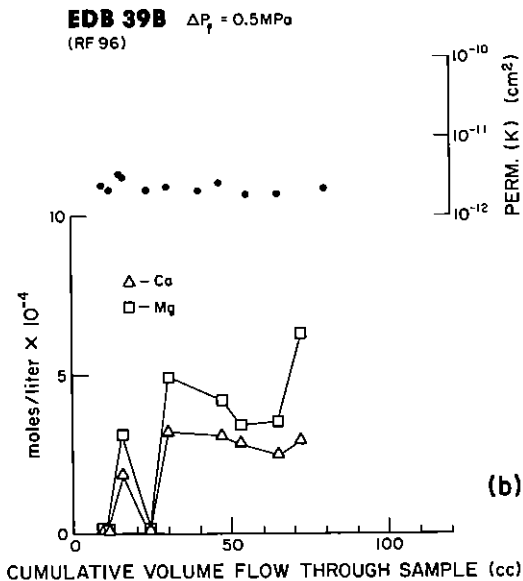 EDB 39B ΔPf = 0.5MPa
(RF 96)
10-10
10-11
10-12
PERM. (K) (cm2)
10
5
0
moles/liter × 10-4
△ - Ca
□ - Mg
(b)
0 50 100
CUMULATIVE VOLUME FLOW THROUGH SAMPLE (cc)